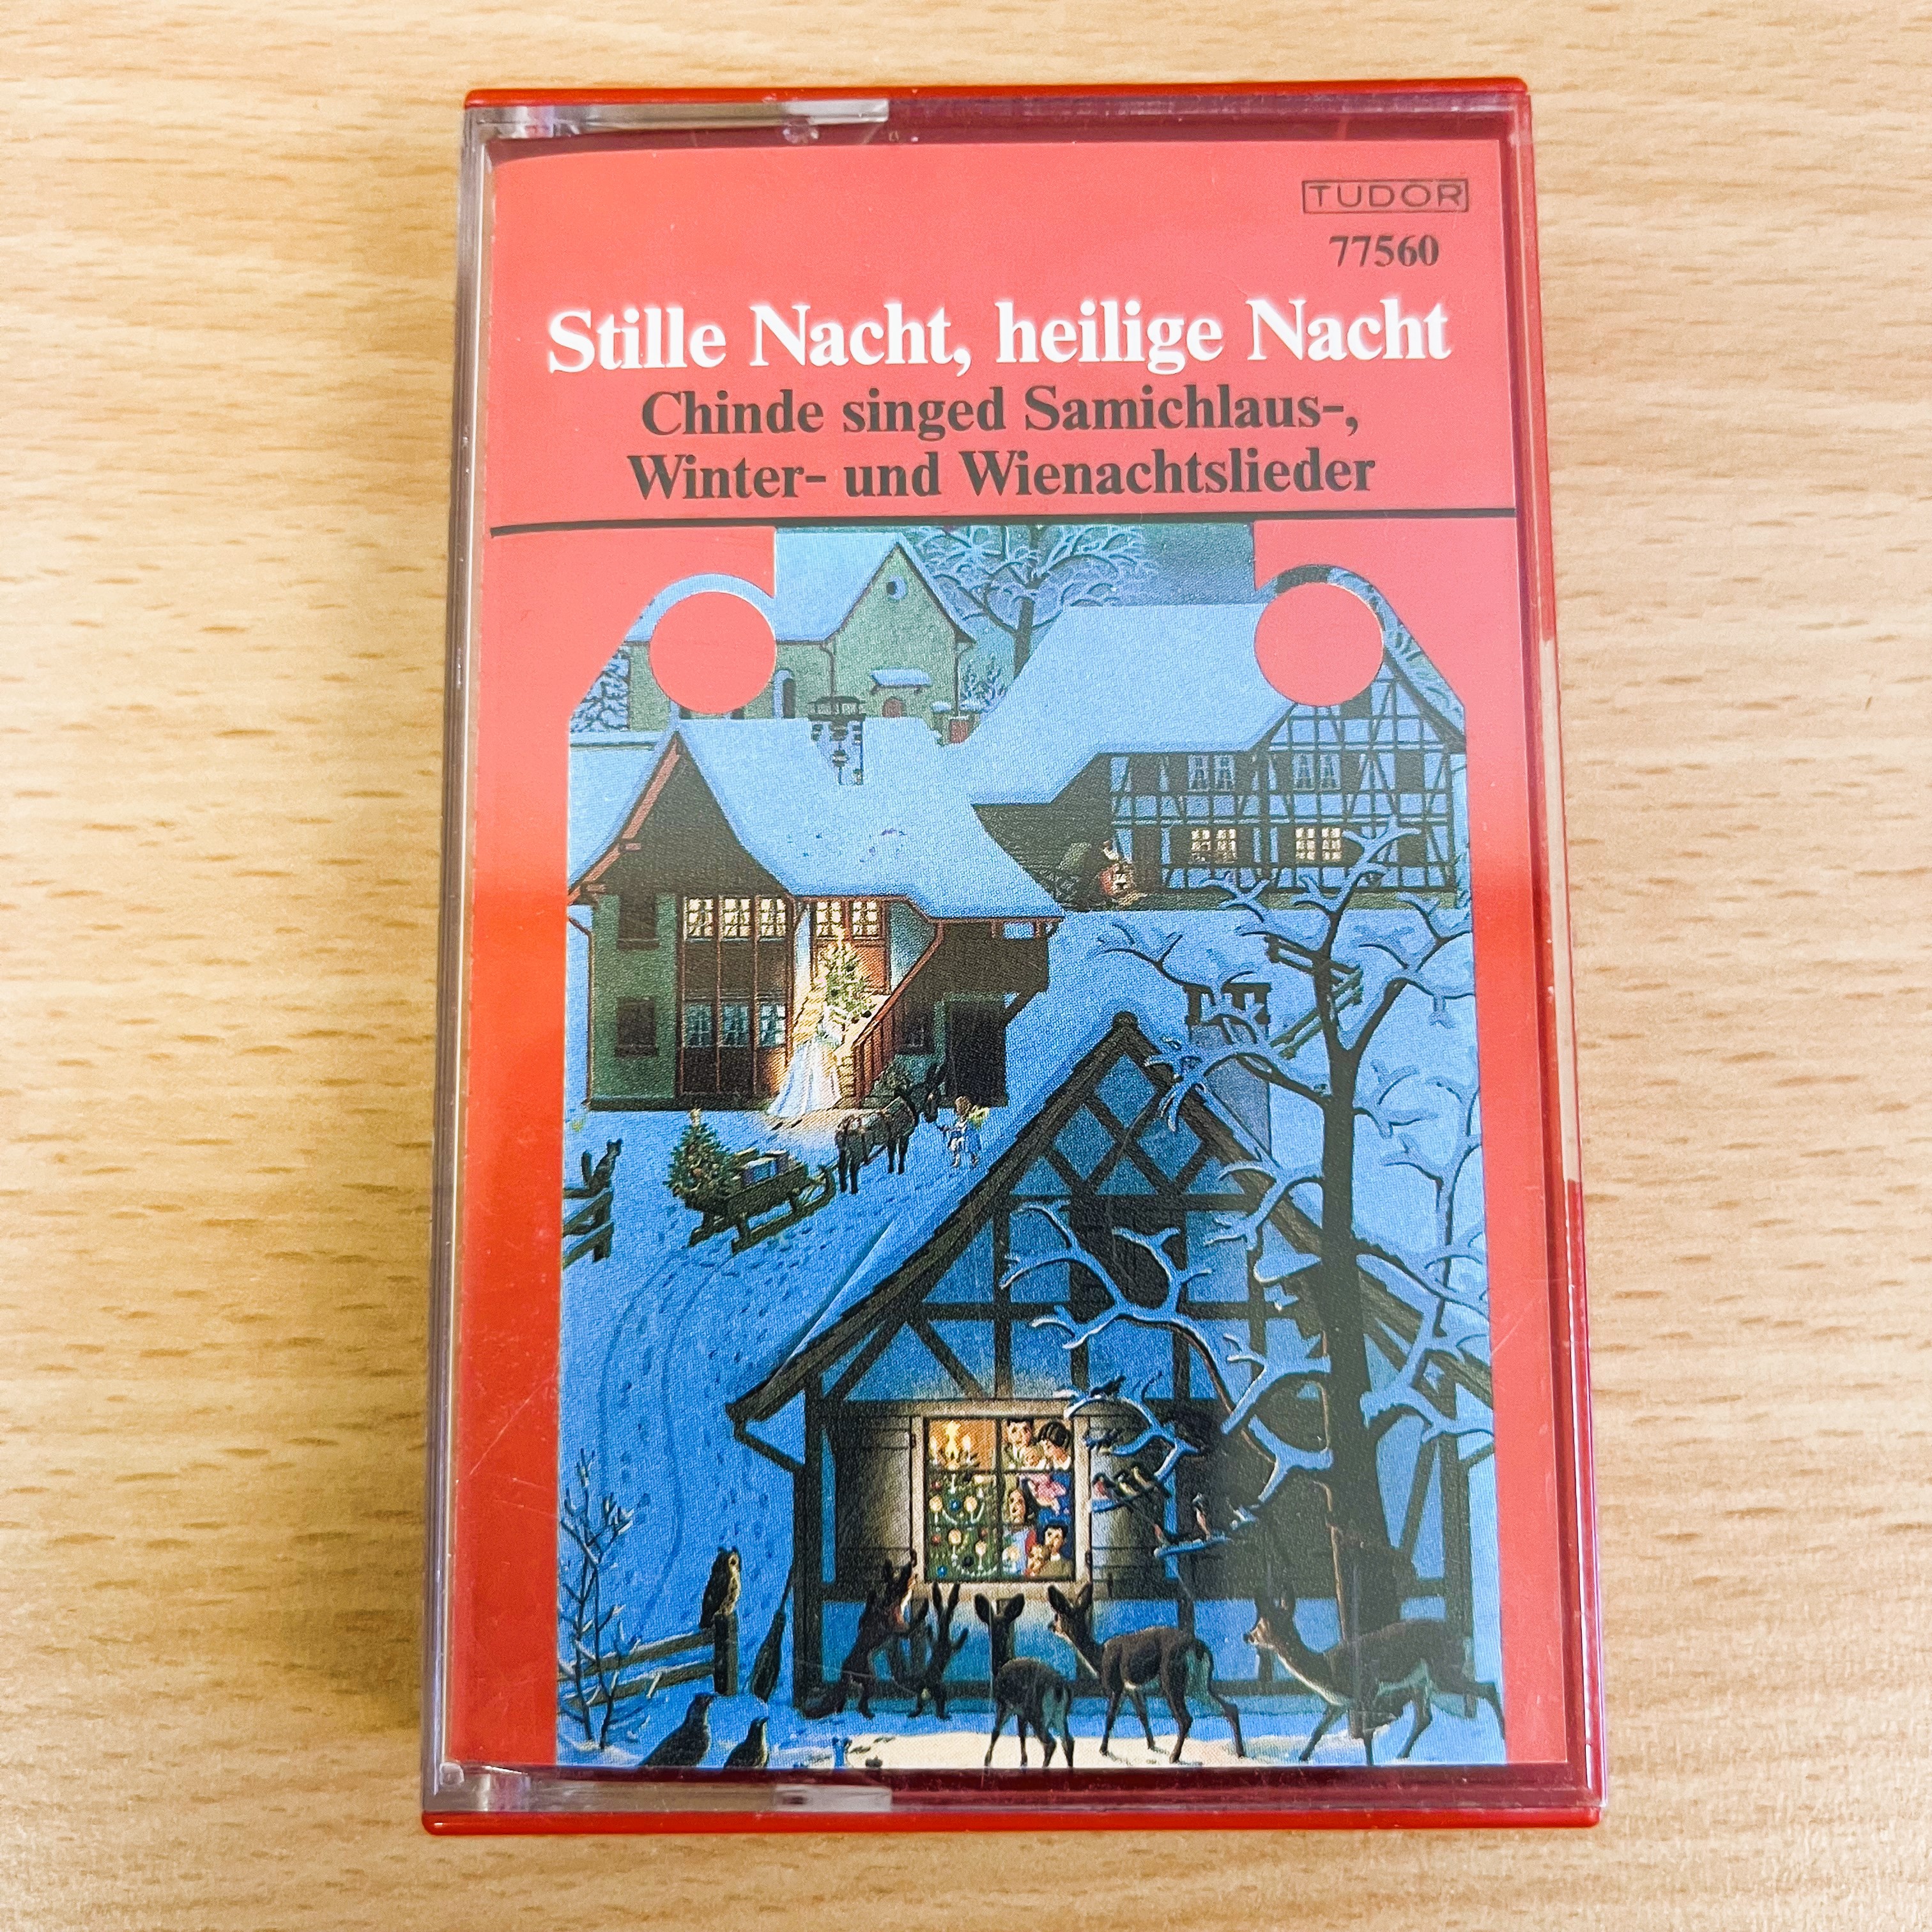 TUDOR
77560
Stille Nacht, heilige Nacht
Chinde singed Samichlaus-,
Winter- und Wienachtslieder